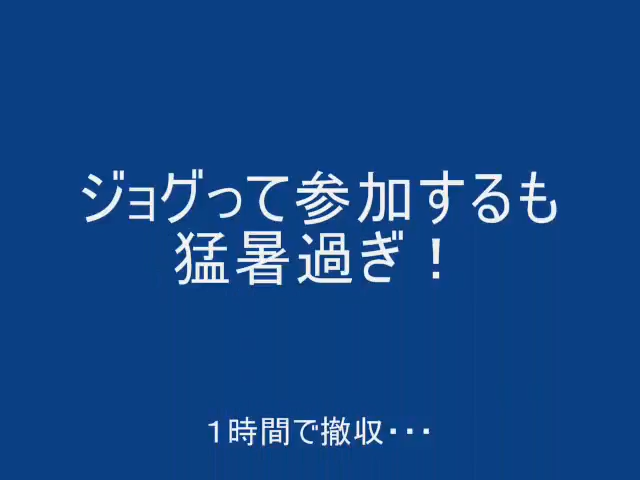 ジョグって参加するも
猛暑過ぎ！
１時間で撤収・・・